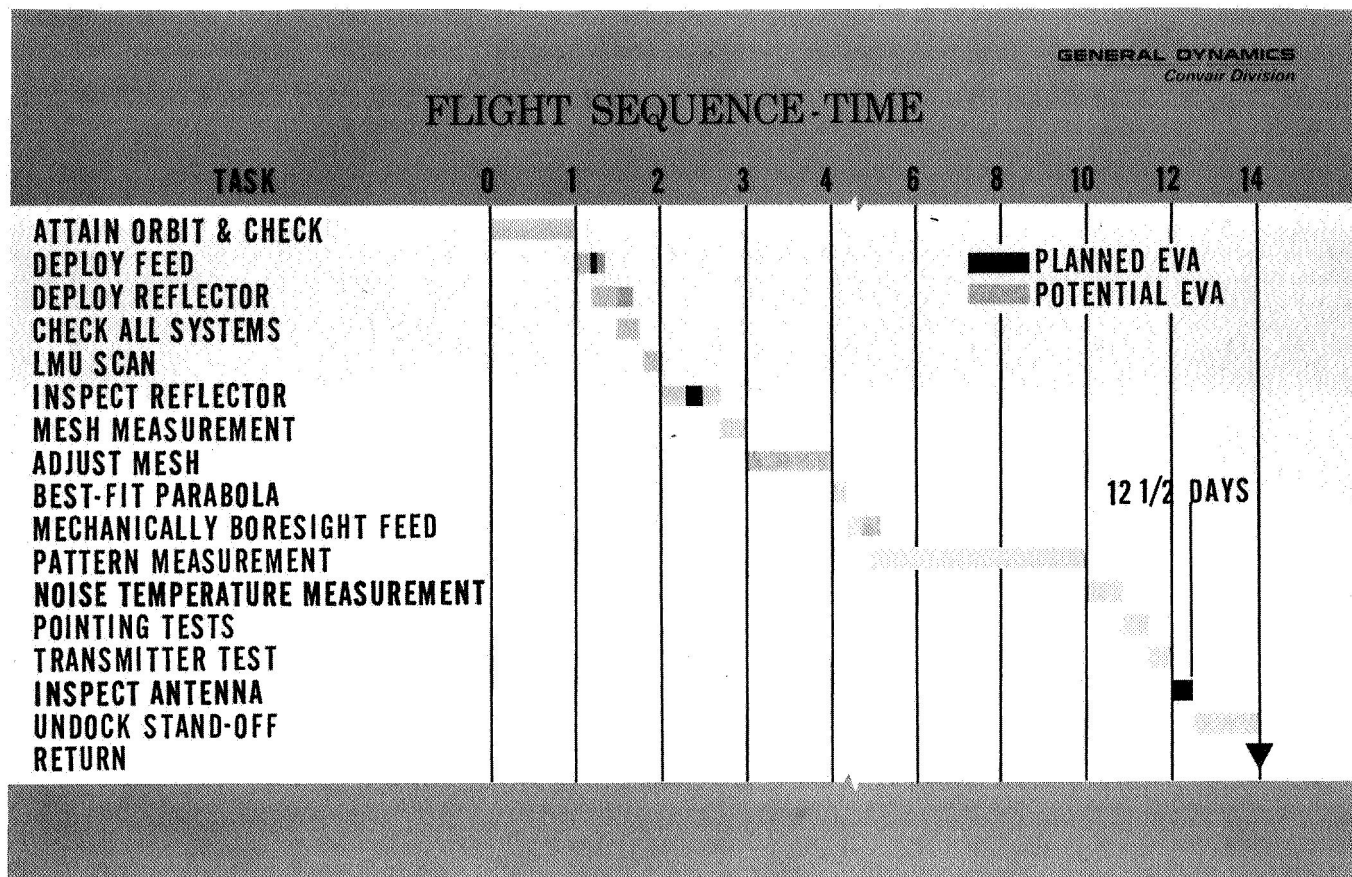 GENERAL DYNAMICS
Convair Division
FLIGHT SEQUENCE-TIME
TASK 0 1 2 3 4 6 8 10 12 14
ATTAIN ORBIT & CHECK
DEPLOY FEED
PLANNED EVA
DEPLOY REFLECTOR
POTENTIAL EVA
CHECK ALL SYSTEMS
LMU SCAN
INSPECT REFLECTOR
MESH MEASUREMENT
ADJUST MESH
BEST-FIT PARABOLA
12 1/2 DAYS
MECHANICALLY BORESIGHT FEED
PATTERN MEASUREMENT
NOISE TEMPERATURE MEASUREMENT
POINTING TESTS
TRANSMITTER TEST
INSPECT ANTENNA
UNDOCK STAND-OFF
RETURN